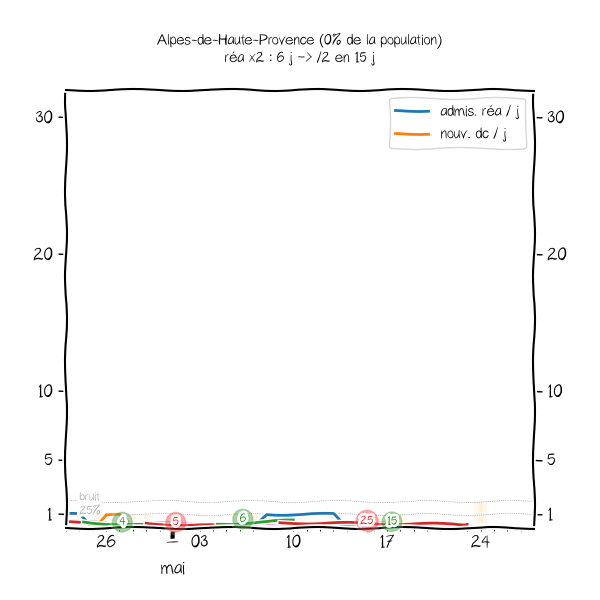 Alpes-de-Haute-Provence (0% de la population)
réa x2 : 6 j -> /2 en 15 j
admis. réa / j
nouv. dc / j
30 30
20 20
10 10
5 5
bruit
25%
1 4 5 6 25 15 1
26 03 10 17 24
mai